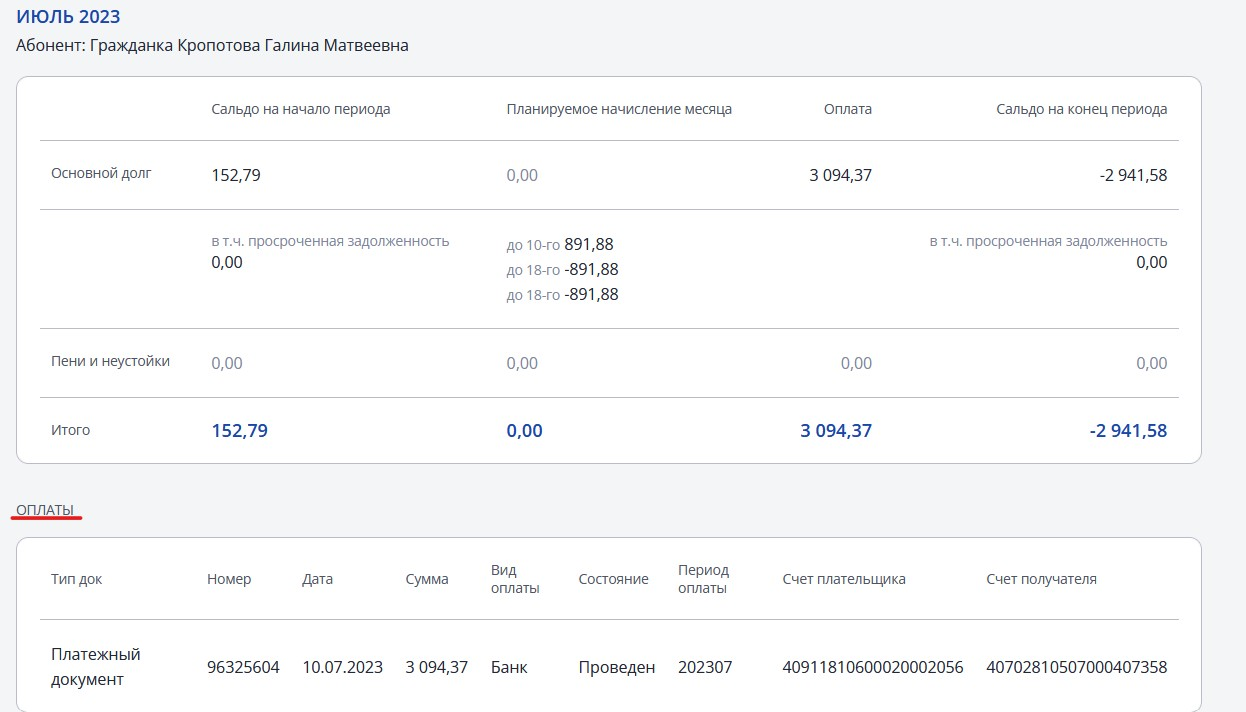 ИЮЛЬ 2023
Абонент: Гражданка Кропотова Галина Матвеевна
Сальдо на начало периода Планируемое начисление месяца Оплата Сальдо на конец периода
Основной долг 152,79 0,00 3 094,37 -2 941,58
в т.ч. просроченная задолженность до 10-го 891,88 в т.ч. просроченная задолженность
0,00 до 18-го -891,88 0,00
до 18-го -891,88
Пени и неустойки 0,00 0,00 0,00 0,00
Итого 152,79 0,00 3 094,37 -2 941,58
ОПЛАТЫ
Тип док Номер Дата Сумма Вид оплаты Состояние Период оплаты Счет плательщика Счет получателя
Платежный документ 96325604 10.07.2023 3 094,37 Банк Проведен 202307 40911810600020002056 40702810507000407358